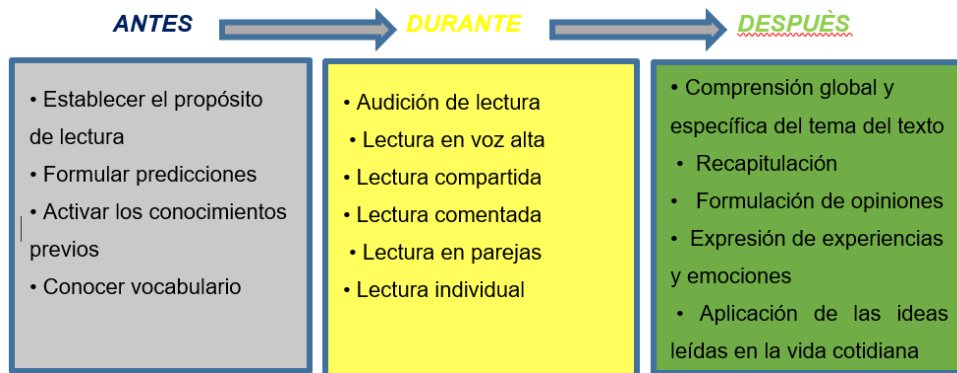 ANTES
DURANTE
DESPUÈS
• Establecer el propósito
de lectura
• Formular predicciones
• Activar los conocimientos
previos
• Conocer vocabulario
• Audición de lectura
• Lectura en voz alta
• Lectura compartida
• Lectura comentada
• Lectura en parejas
• Lectura individual
• Comprensión global y
específica del tema del texto
• Recapitulación
• Formulación de opiniones
• Expresión de experiencias
y emociones
• Aplicación de las ideas
leídas en la vida cotidiana